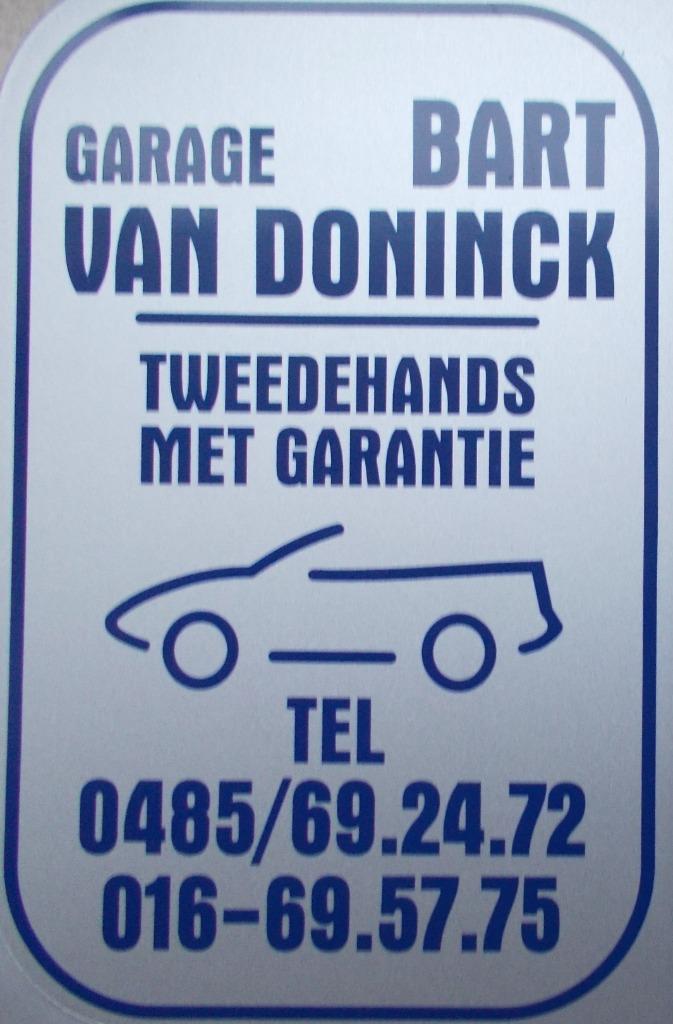 GARAGE BART
VAN DONINCK
TWEEDEHANDS
MET GARANTIE
TEL
0485/69.24.72
016-69.57.75